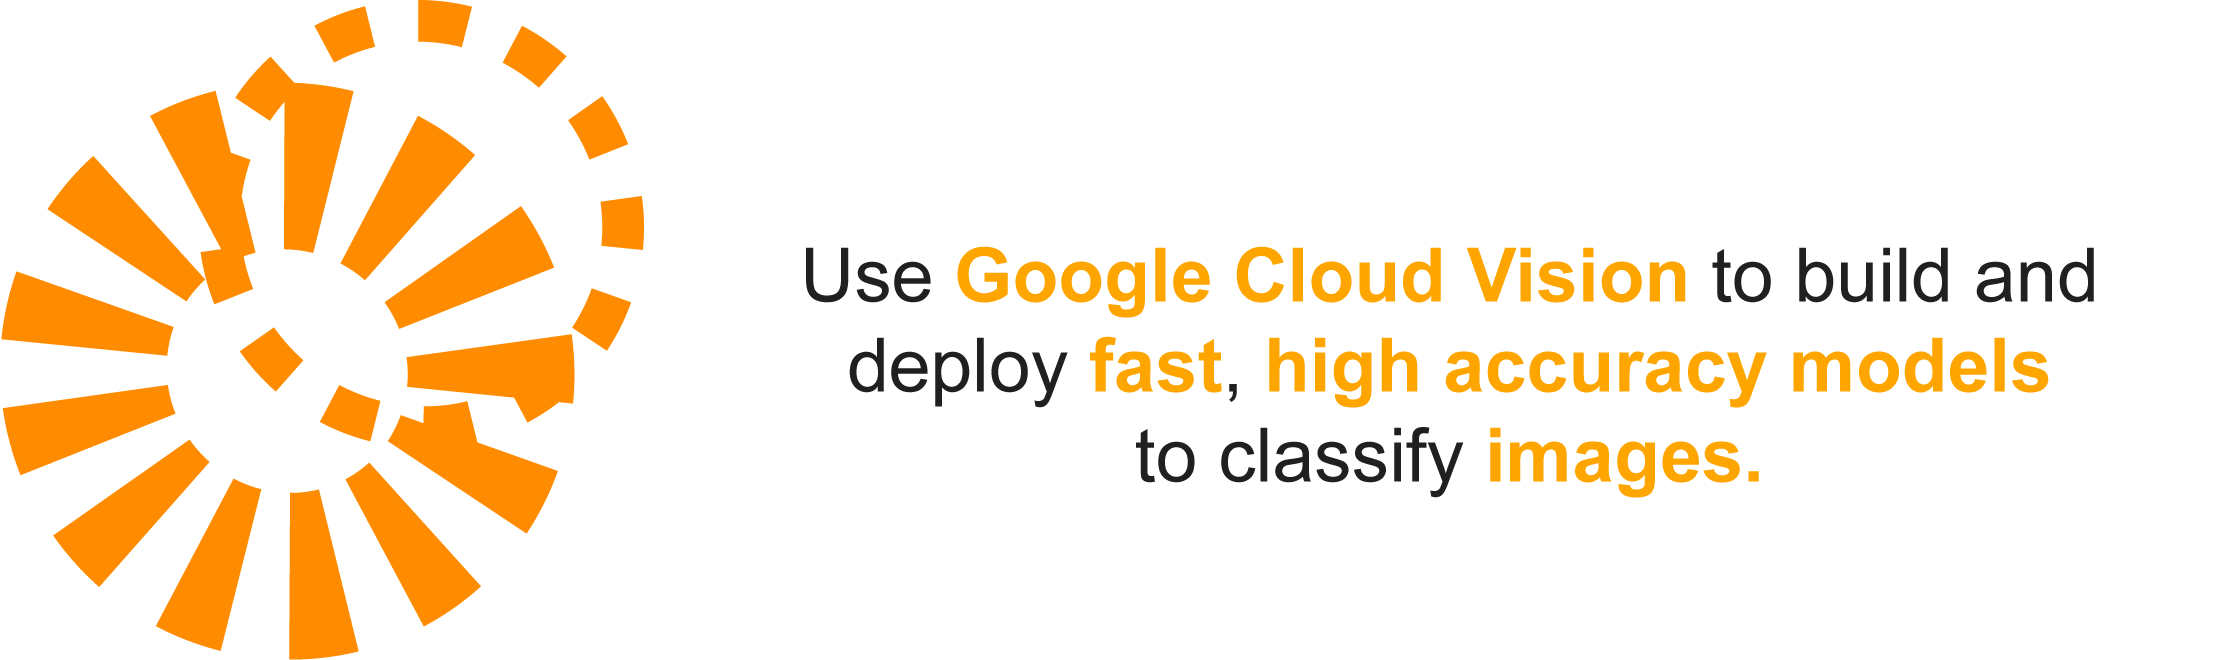 Use Google Cloud Vision to build and
deploy fast, high accuracy models
to classify images.